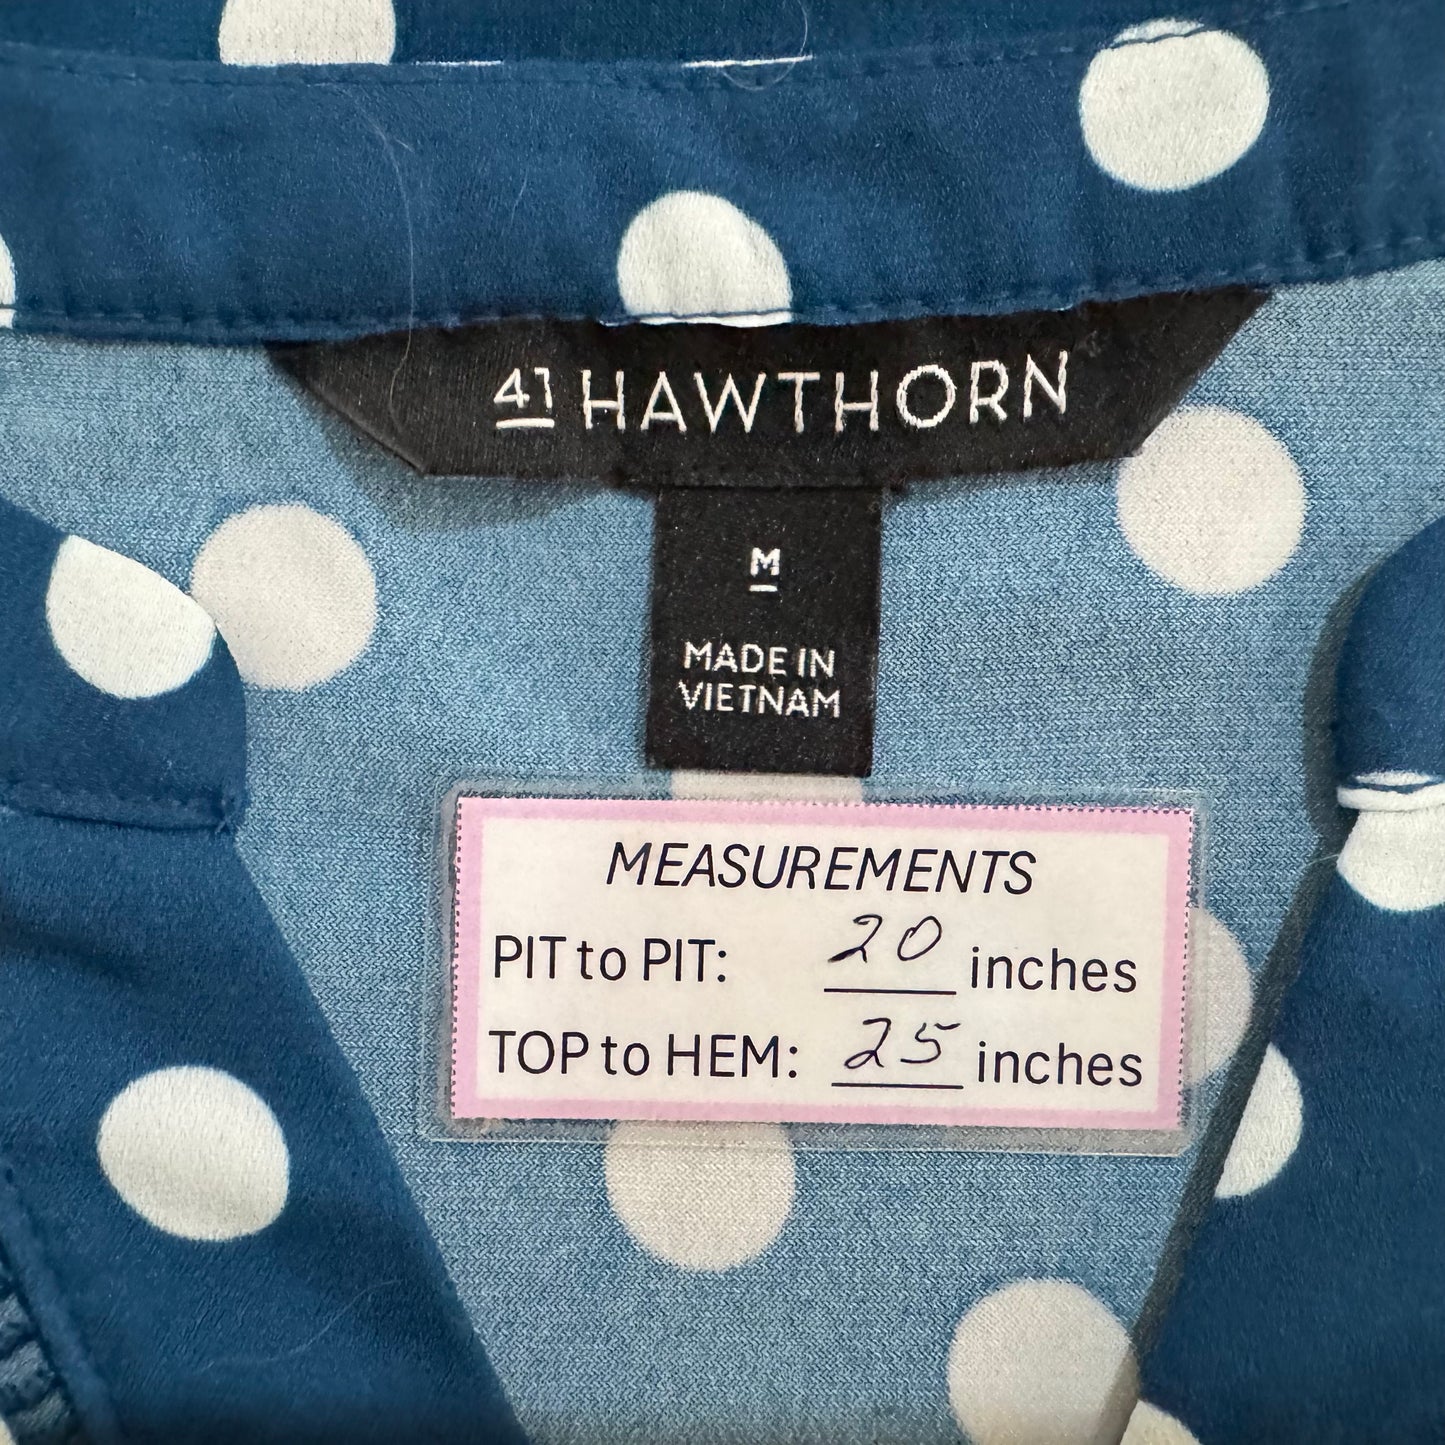 41 HAWTHORN
M
MADE IN
VIETNAM
MEASUREMENTS
PIT to PIT: 20 inches
TOP to HEM: 25 inches